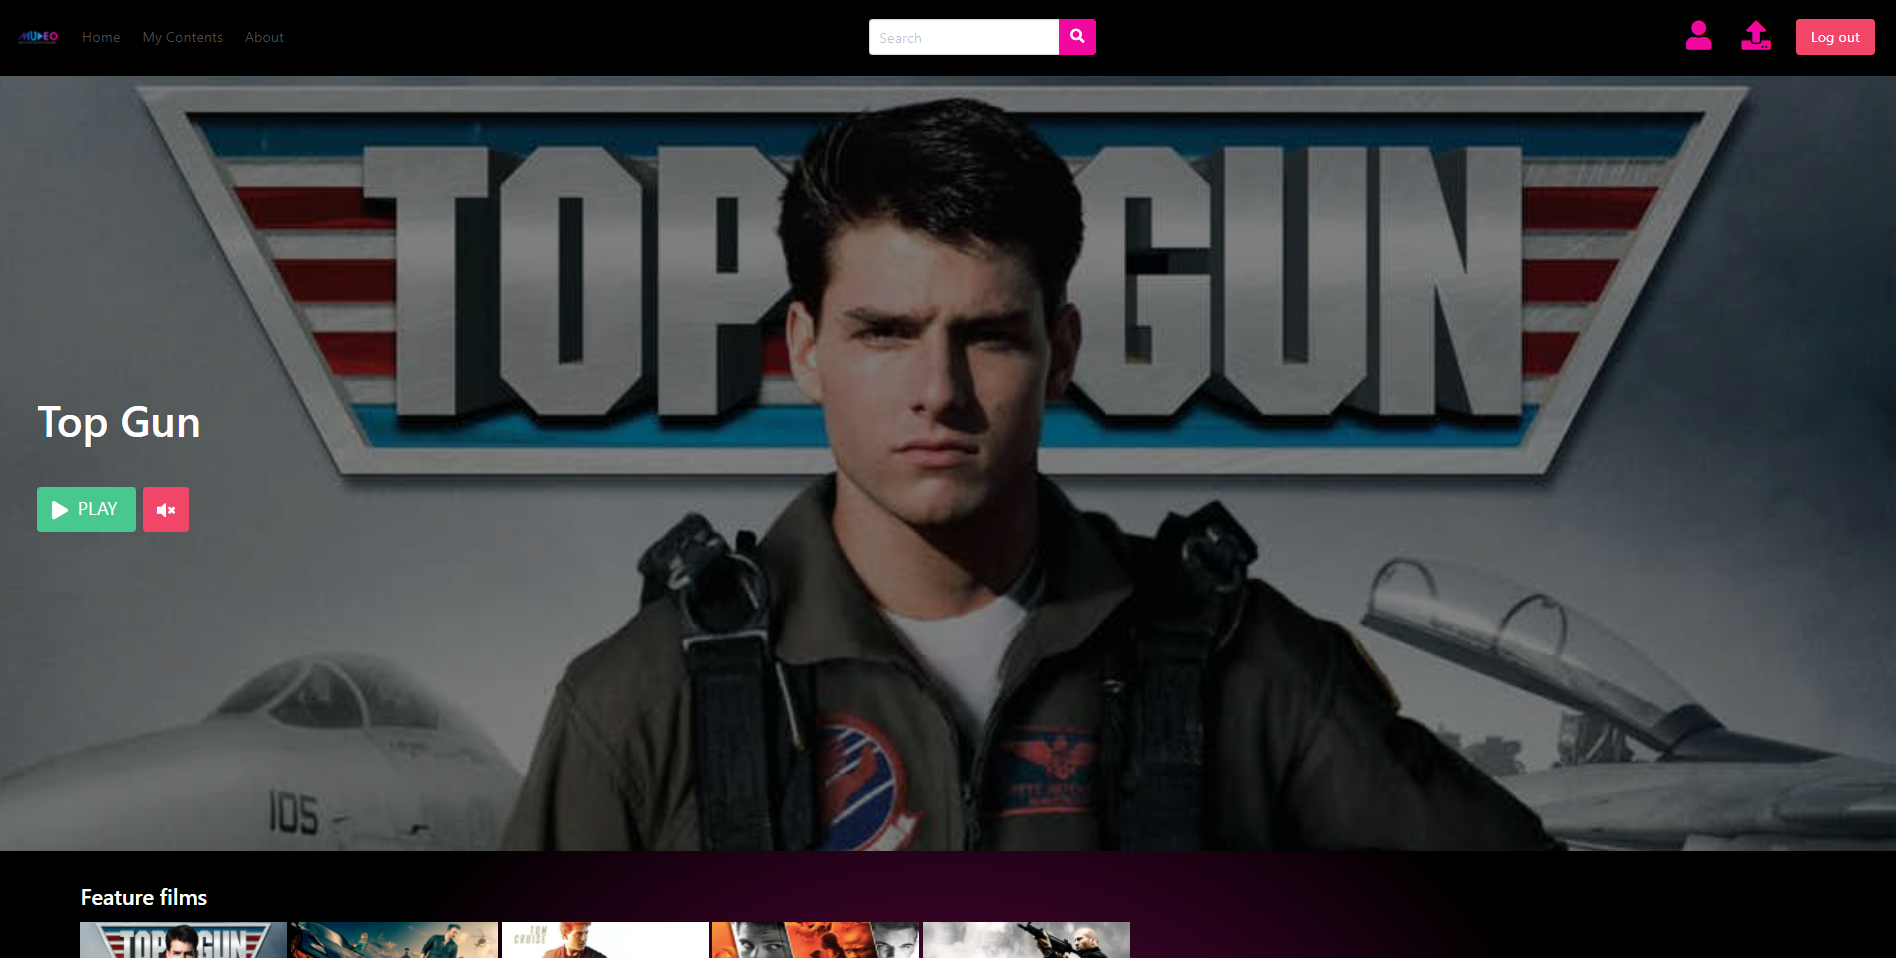 MUDEO
Home
My Contents
About
Search
Log out
TOP GUN
Top Gun
PLAY
105
Feature films
TOP GUN
TOM
CRUISE